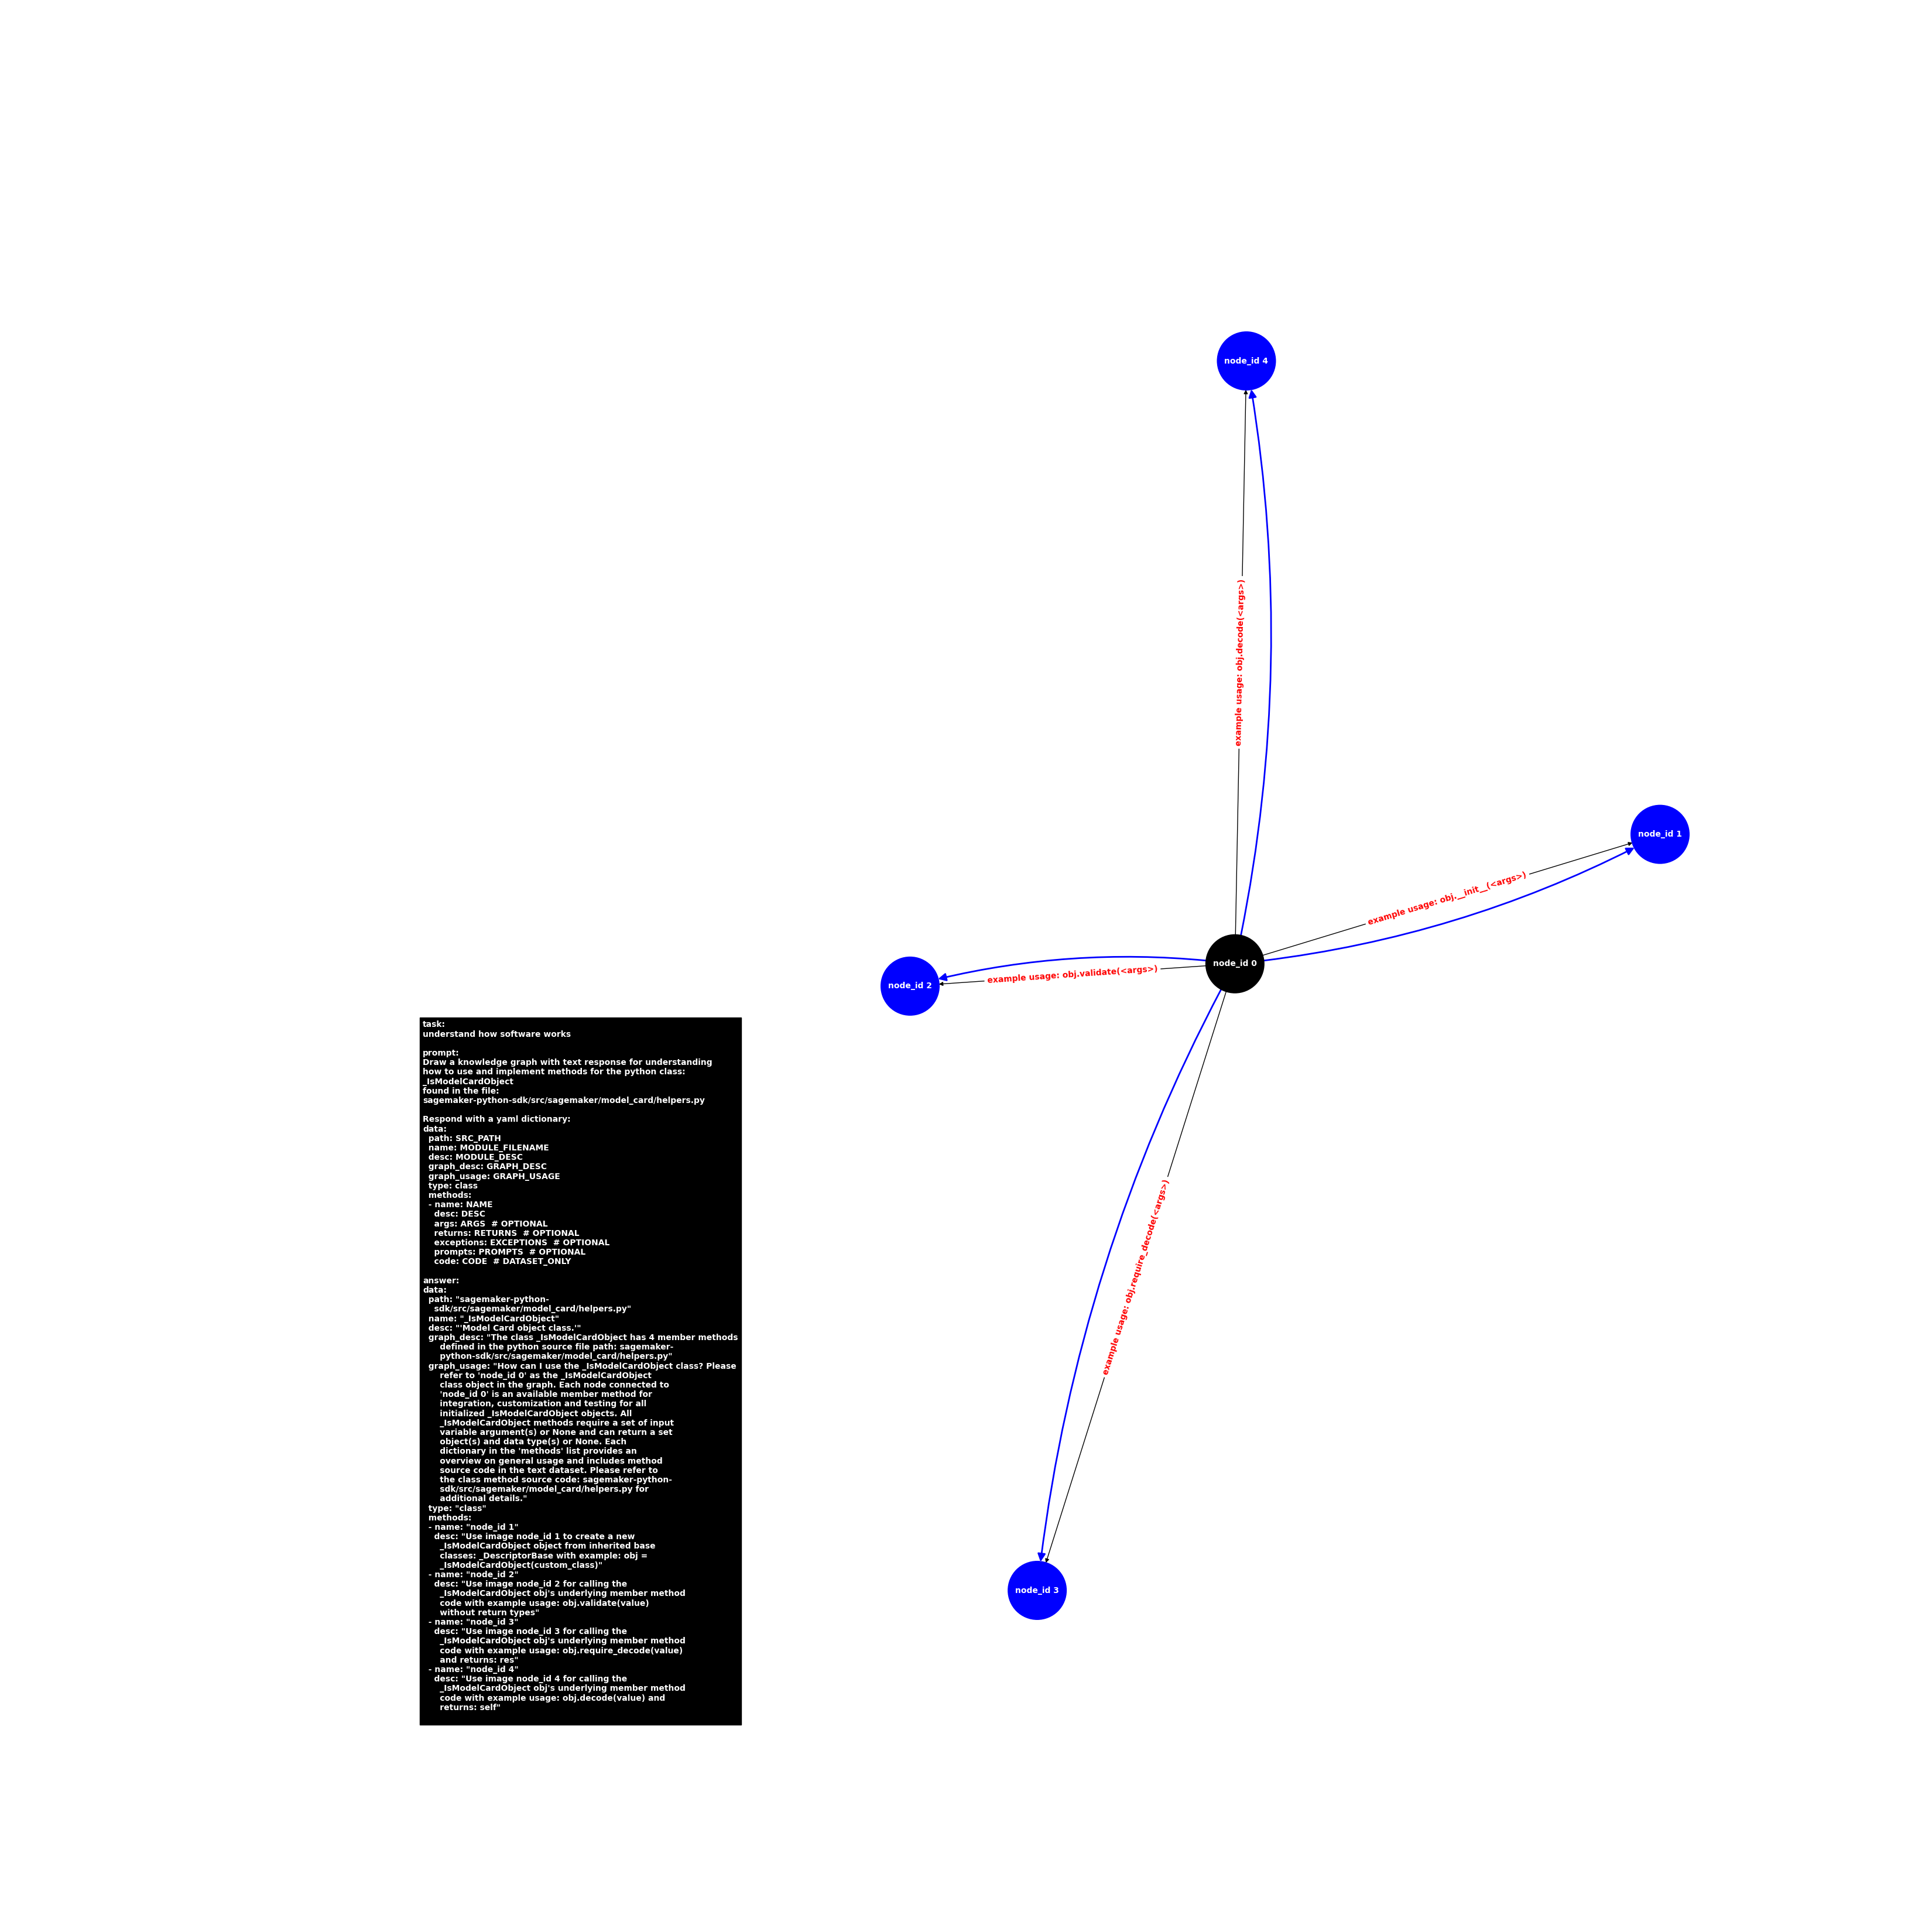 node_id 4
example usage: obj.decode(<args>)
node_id 1
example usage: obj.__init__(<args>)
node_id 0
example usage: obj.validate(<args>)
node_id 2
task:
understand how software works

prompt:
Draw a knowledge graph with text response for understanding
how to use and implement methods for the python class:
_IsModelCardObject
found in the file:
sagemaker-python-sdk/src/sagemaker/model_card/helpers.py

Respond with a yaml dictionary:
data:
  path: SRC_PATH
  name: MODULE_FILENAME
  desc: MODULE_DESC
  graph_desc: GRAPH_DESC
  graph_usage: GRAPH_USAGE
  type: class
  methods:
  - name: NAME
    desc: DESC
    args: ARGS  # OPTIONAL
    returns: RETURNS  # OPTIONAL
    exceptions: EXCEPTIONS  # OPTIONAL
    prompts: PROMPTS  # OPTIONAL
    code: CODE  # DATASET_ONLY

answer:
data:
  path: "sagemaker-python-
    sdk/src/sagemaker/model_card/helpers.py"
  name: "_IsModelCardObject"
  desc: "'Model Card object class.'"
  graph_desc: "The class _IsModelCardObject has 4 member methods
      defined in the python source file path: sagemaker-
      python-sdk/src/sagemaker/model_card/helpers.py"
  graph_usage: "How can I use the _IsModelCardObject class? Please
      refer to 'node_id 0' as the _IsModelCardObject
      class object in the graph. Each node connected to
      'node_id 0' is an available member method for
      integration, customization and testing for all
      initialized _IsModelCardObject objects. All
      _IsModelCardObject methods require a set of input
      variable argument(s) or None and can return a set
      object(s) and data type(s) or None. Each
      dictionary in the 'methods' list provides an
      overview on general usage and includes method
      source code in the text dataset. Please refer to
      the class method source code: sagemaker-python-
      sdk/src/sagemaker/model_card/helpers.py for
      additional details."
  type: "class"
  methods:
  - name: "node_id 1"
    desc: "Use image node_id 1 to create a new
      _IsModelCardObject object from inherited base
      classes: _DescriptorBase with example: obj =
      _IsModelCardObject(custom_class)"
  - name: "node_id 2"
    desc: "Use image node_id 2 for calling the
      _IsModelCardObject obj's underlying member method
      code with example usage: obj.validate(value)
      without return types"
  - name: "node_id 3"
    desc: "Use image node_id 3 for calling the
      _IsModelCardObject obj's underlying member method
      code with example usage: obj.require_decode(value)
      and returns: res"
  - name: "node_id 4"
    desc: "Use image node_id 4 for calling the
      _IsModelCardObject obj's underlying member method
      code with example usage: obj.decode(value) and
      returns: self"
example usage: obj.require_decode(<args>)
node_id 3